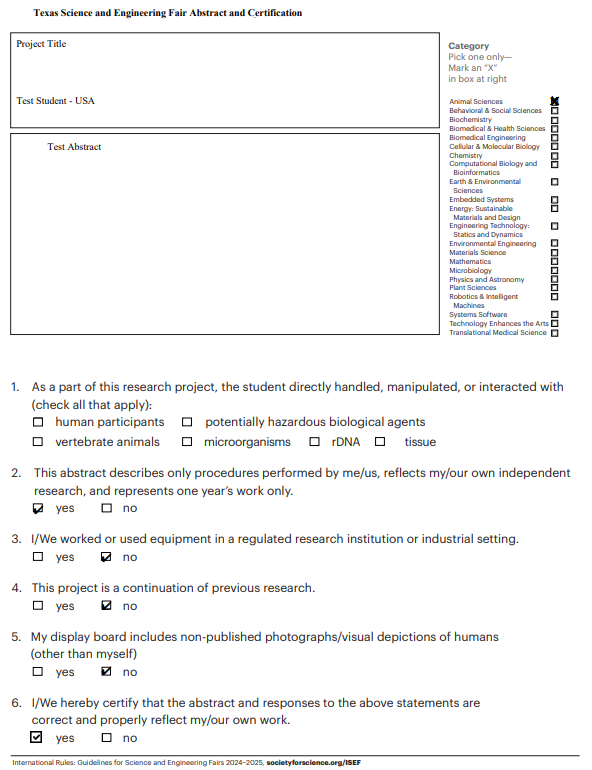 Texas Science and Engineering Fair Abstract and Certification
Project Title
Test Student - USA
Test Abstract
Category
Pick one only—
Mark an "X"
in box at right
Animal Sciences
Behavioral & Social Sciences
Biochemistry
Biomedical & Health Sciences
Biomedical Engineering
Cellular & Molecular Biology
Chemistry
Computational Biology and
Bioinformatics
Earth & Environmental
Sciences
Embedded Systems
Energy: Sustainable
Materials and Design
Engineering Technology:
Statics and Dynamics
Environmental Engineering
Materials Science
Mathematics
Microbiology
Physics and Astronomy
Plant Sciences
Robotics & Intelligent
Machines
Systems Software
Technology Enhances the Arts
Translational Medical Science
1. As a part of this research project, the student directly handled, manipulated, or interacted with
(check all that apply):
human participants potentially hazardous biological agents
vertebrate animals microorganisms rDNA tissue
2. This abstract describes only procedures performed by me/us, reflects my/our own independent
research, and represents one year's work only.
yes no
3. I/We worked or used equipment in a regulated research institution or industrial setting.
yes no
4. This project is a continuation of previous research.
yes no
5. My display board includes non-published photographs/visual depictions of humans
(other than myself)
yes no
6. I/We hereby certify that the abstract and responses to the above statements are
correct and properly reflect my/our own work.
yes no
International Rules: Guidelines for Science and Engineering Fairs 2024–2025, societyforscience.org/ISEF